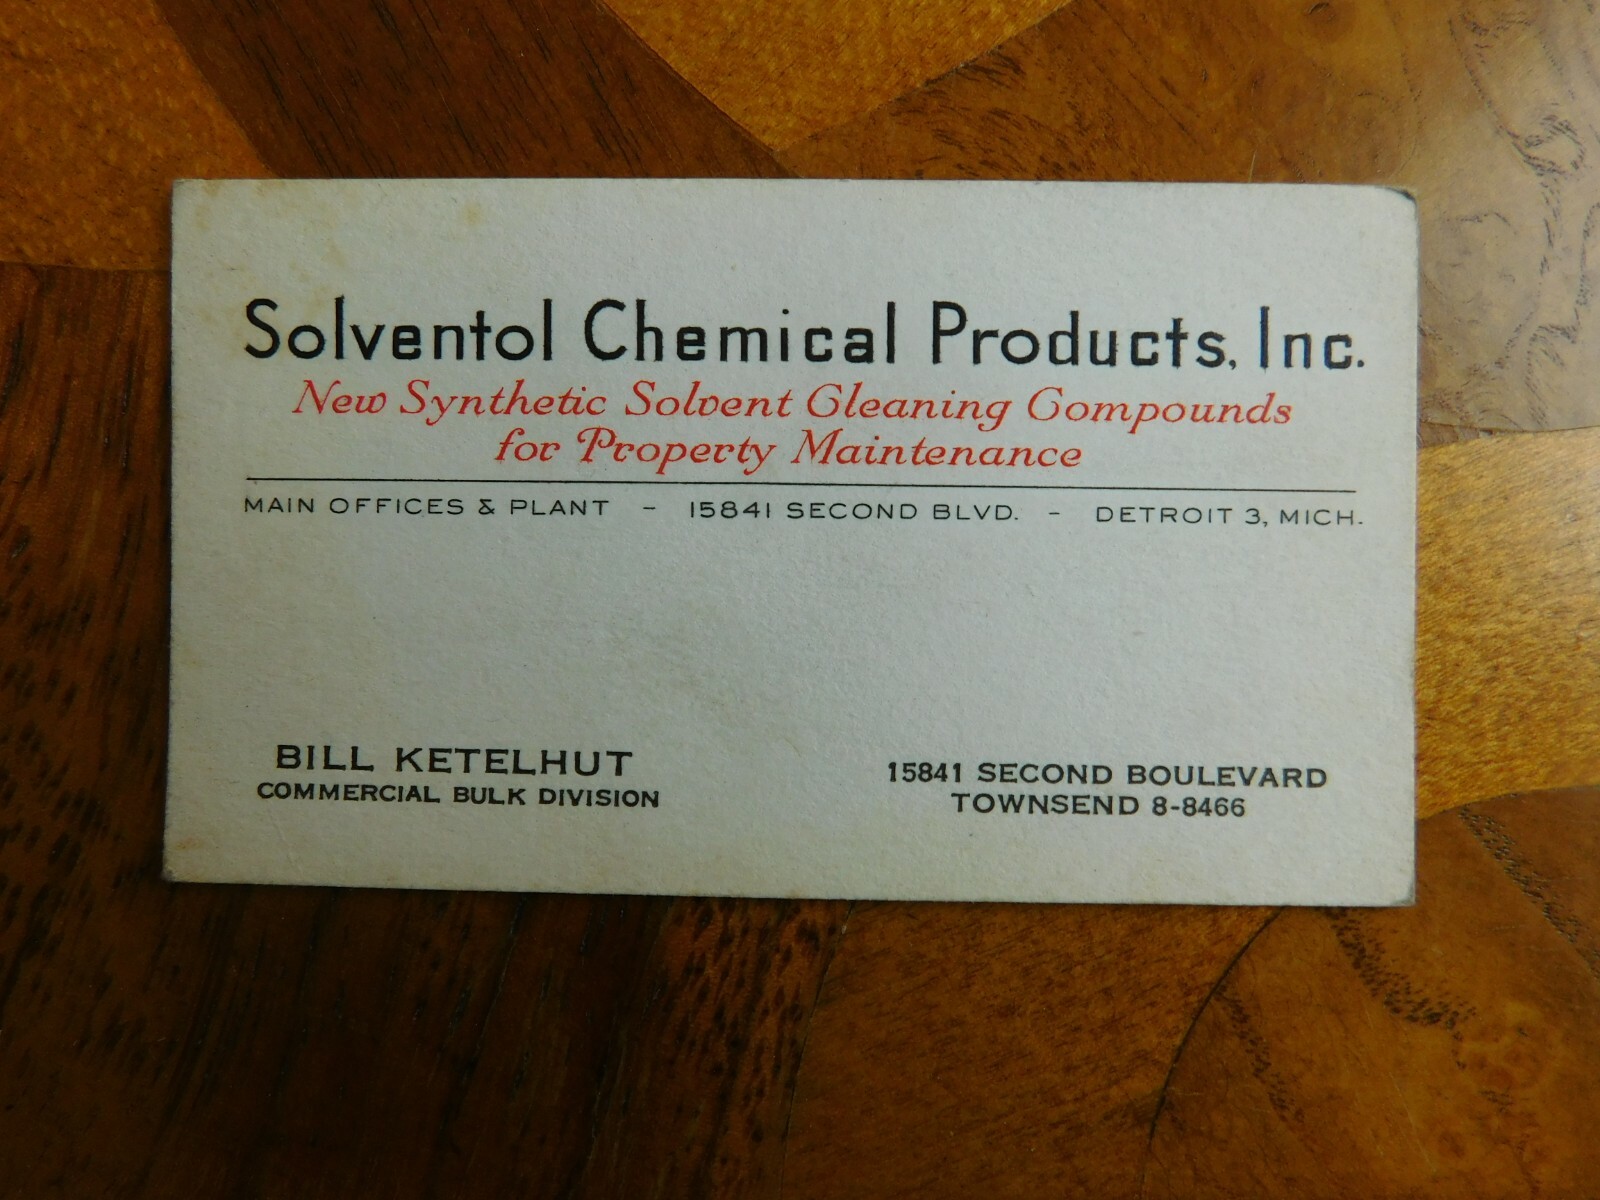 Solventol Chemical Products, Inc.
New Synthetic Solvent Cleaning Compounds
for Property Maintenance
MAIN OFFICES & PLANT - 15841 SECOND BLVD. - DETROIT 3, MICH.
BILL KETELHUT
COMMERCIAL BULK DIVISION
15841 SECOND BOULEVARD
TOWNSEND 8-8466